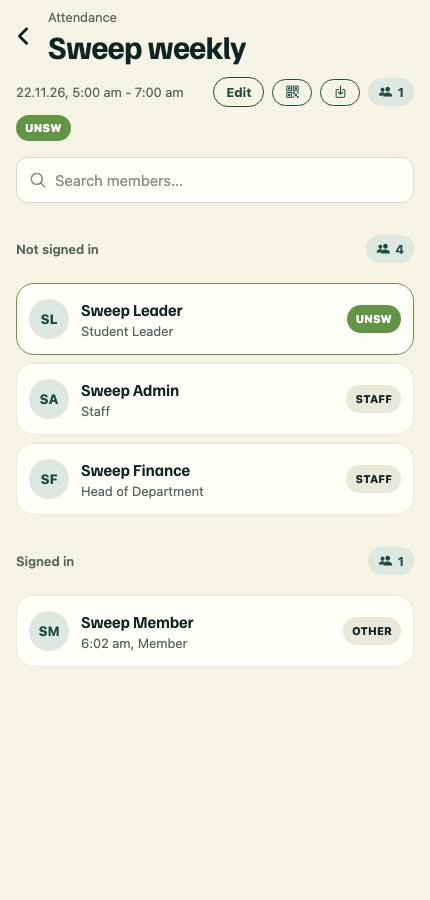 Attendance
Sweep weekly
22.11.26, 5:00 am - 7:00 am
Edit
1
UNSW
Search members...
Not signed in
4
SL
Sweep Leader
Student Leader
UNSW
SA
Sweep Admin
Staff
STAFF
SF
Sweep Finance
Head of Department
STAFF
Signed in
1
SM
Sweep Member
6:02 am, Member
OTHER